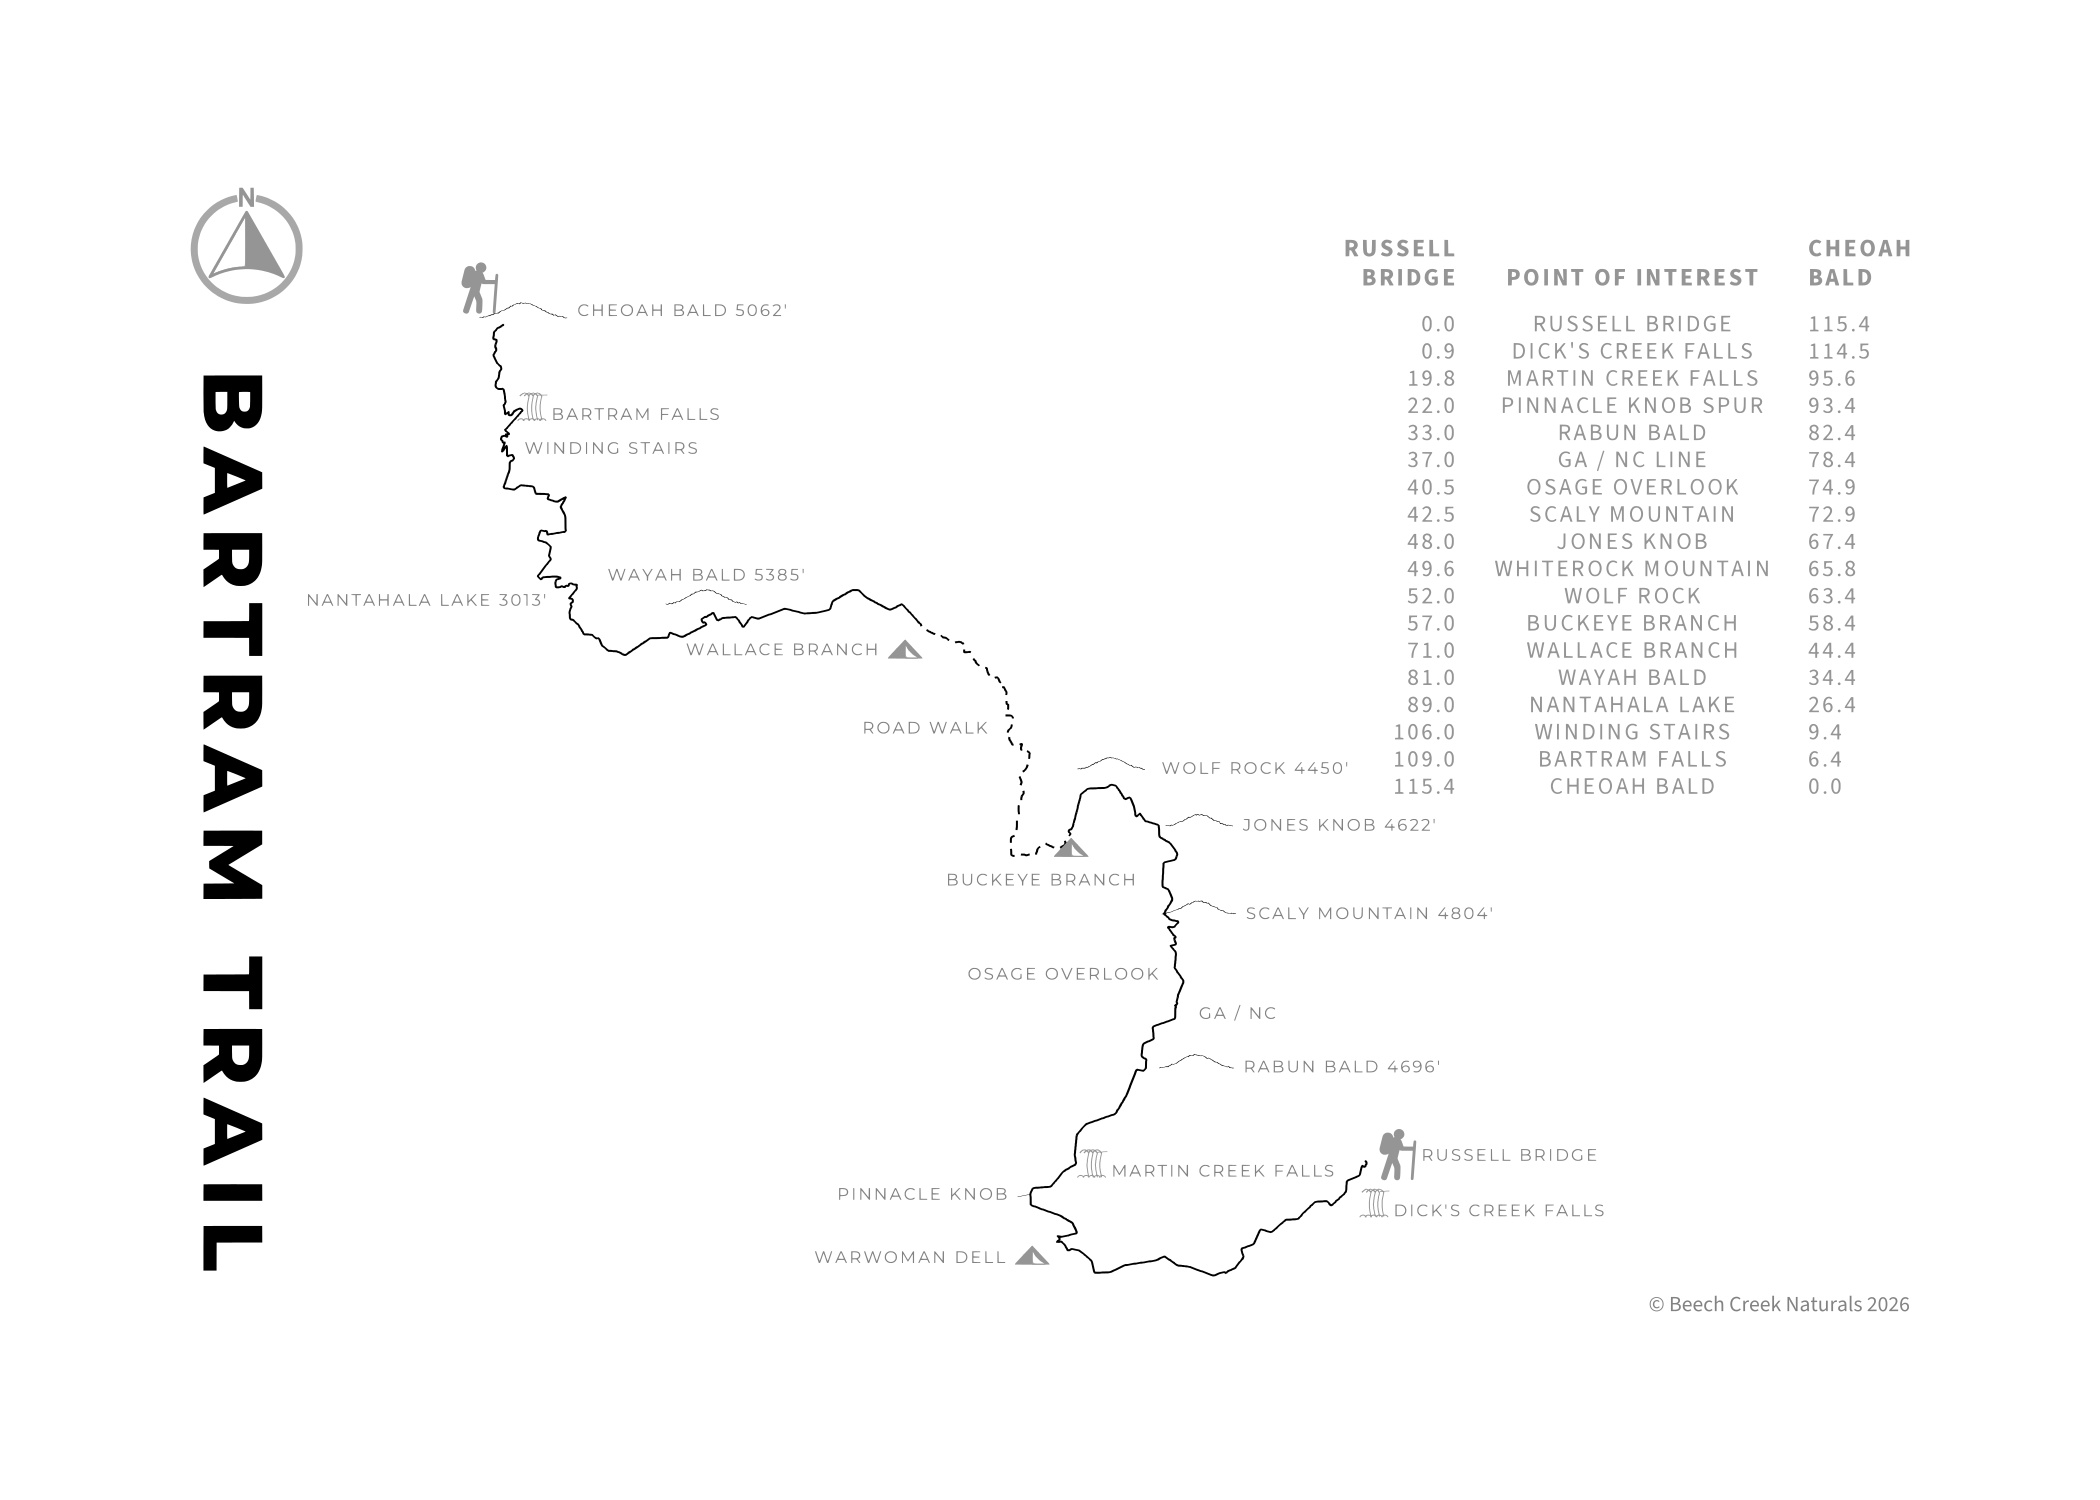 N
BARTRAM TRAIL
CHEOAH BALD 5062'
BARTRAM FALLS
WINDING STAIRS
WAYAH BALD 5385'
NANTAHALA LAKE 3013'
WALLACE BRANCH
ROAD WALK
WOLF ROCK 4450'
JONES KNOB 4622'
BUCKEYE BRANCH
SCALY MOUNTAIN 4804'
OSAGE OVERLOOK
GA / NC
RABUN BALD 4696'
RUSSELL BRIDGE
MARTIN CREEK FALLS
PINNACLE KNOB
DICK'S CREEK FALLS
WARWOMAN DELL
RUSSELL CHEOAH
BRIDGE POINT OF INTEREST BALD
0.0 RUSSELL BRIDGE 115.4
0.9 DICK'S CREEK FALLS 114.5
19.8 MARTIN CREEK FALLS 95.6
22.0 PINNACLE KNOB SPUR 93.4
33.0 RABUN BALD 82.4
37.0 GA / NC LINE 78.4
40.5 OSAGE OVERLOOK 74.9
42.5 SCALY MOUNTAIN 72.9
48.0 JONES KNOB 67.4
49.6 WHITEROCK MOUNTAIN 65.8
52.0 WOLF ROCK 63.4
57.0 BUCKEYE BRANCH 58.4
71.0 WALLACE BRANCH 44.4
81.0 WAYAH BALD 34.4
89.0 NANTAHALA LAKE 26.4
106.0 WINDING STAIRS 9.4
109.0 BARTRAM FALLS 6.4
115.4 CHEOAH BALD 0.0
© Beech Creek Naturals 2026